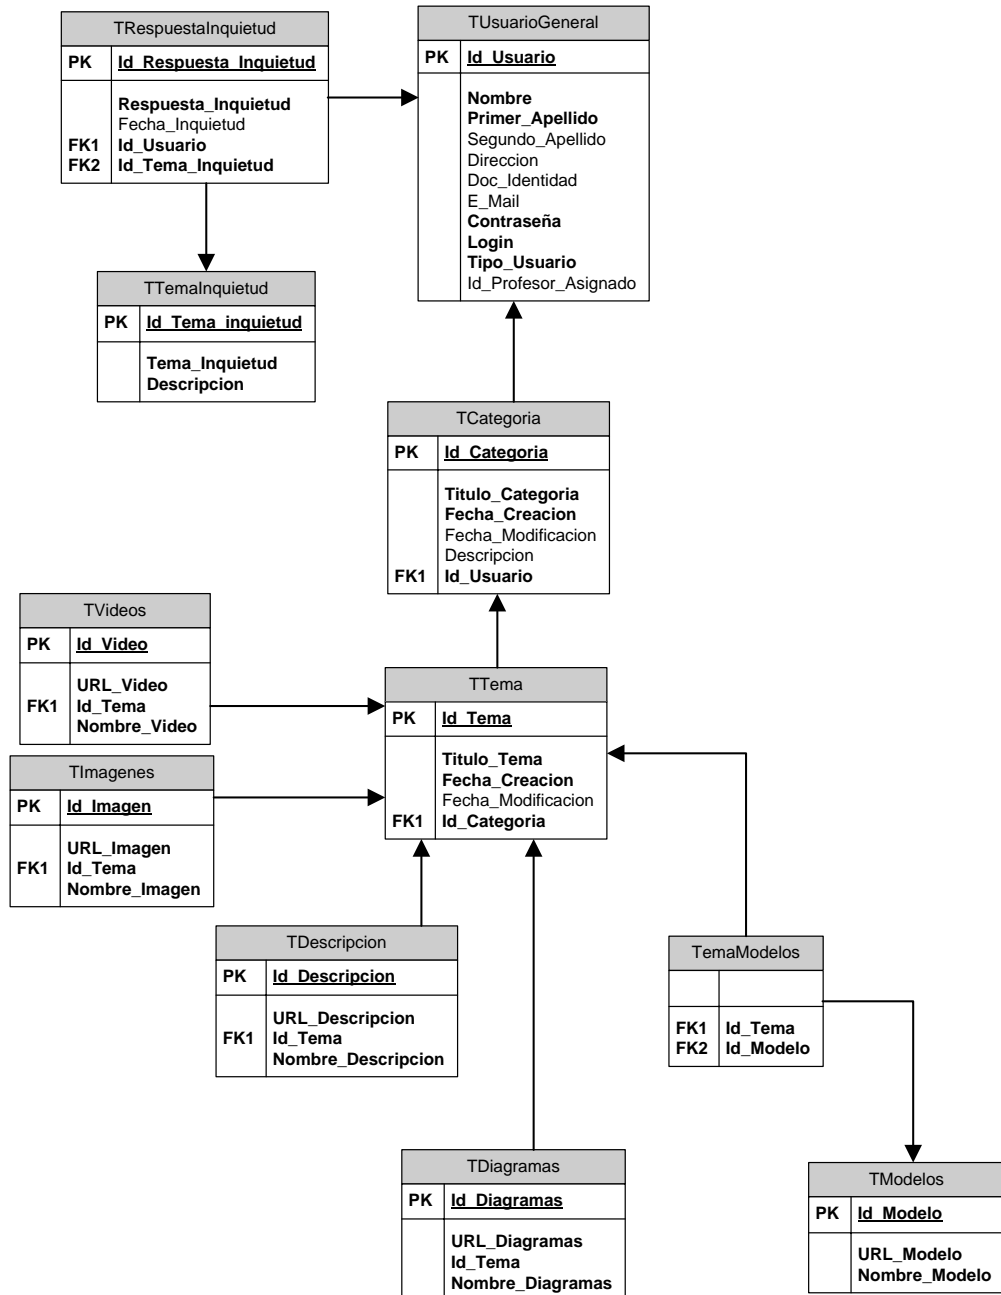 TRespuestaInquietud
PK Id_Respuesta_Inquietud
Respuesta_Inquietud
Fecha_Inquietud
FK1 Id_Usuario
FK2 Id_Tema_Inquietud
TUsuarioGeneral
PK Id_Usuario
Nombre
Primer_Apellido
Segundo_Apellido
Direccion
Doc_Identidad
E_Mail
Contraseña
Login
Tipo_Usuario
Id_Profesor_Asignado
TTemaInquietud
PK Id_Tema_inquietud
Tema_Inquietud
Descripcion
TCategoria
PK Id_Categoria
Titulo_Categoria
Fecha_Creacion
Fecha_Modificacion
Descripcion
FK1 Id_Usuario
TVideos
PK Id_Video
URL_Video
FK1 Id_Tema
Nombre_Video
TTema
PK Id_Tema
Titulo_Tema
Fecha_Creacion
Fecha_Modificacion
FK1 Id_Categoria
TImagenes
PK Id_Imagen
URL_Imagen
FK1 Id_Tema
Nombre_Imagen
TDescripcion
PK Id_Descripcion
URL_Descripcion
FK1 Id_Tema
Nombre_Descripcion
TemaModelos
FK1 Id_Tema
FK2 Id_Modelo
TDiagramas
PK Id_Diagramas
URL_Diagramas
Id_Tema
Nombre_Diagramas
TModelos
PK Id_Modelo
URL_Modelo
Nombre_Modelo